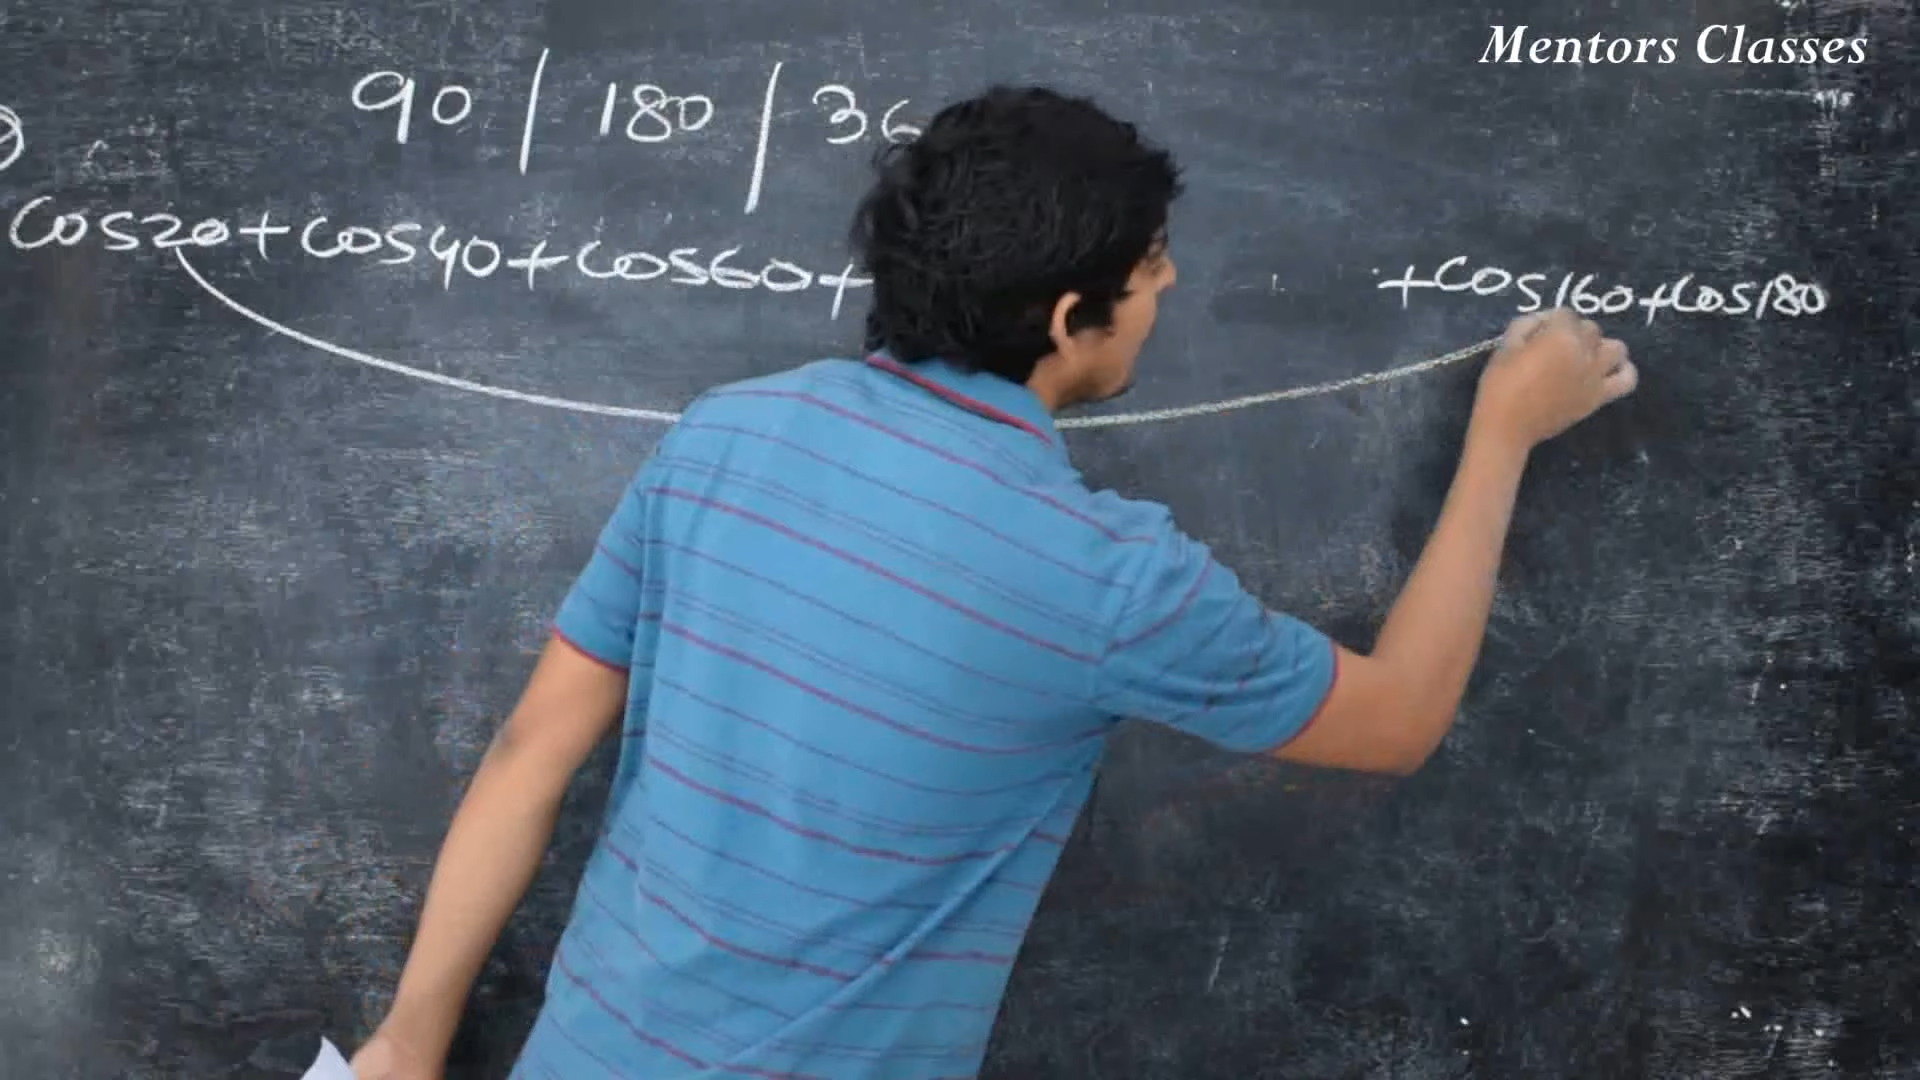 Mentors Classes
90 / 180 / 36
cos20+cos40+cos60+ +cos160+cos180